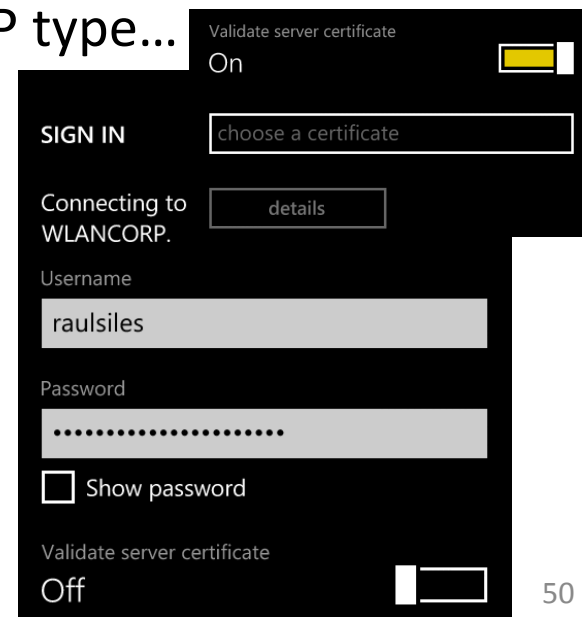 P type...
Validate server certificate
On
SIGN IN
choose a certificate
Connecting to
WLANCORP.
details
Username
raulsiles
Password
••••••••••••••••••••••
Show password
Validate server certificate
Off
50